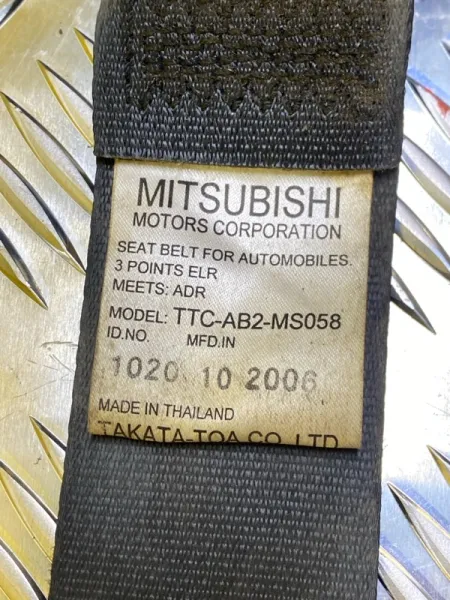 MITSUBISHI
MOTORS CORPORATION
SEAT BELT FOR AUTOMOBILES.
3 POINTS ELR
MEETS: ADR
MODEL: TTC-AB2-MS058
ID.NO. MFD.IN
1020 10 2006
MADE IN THAILAND
TAKATA-TOA CO., LTD.